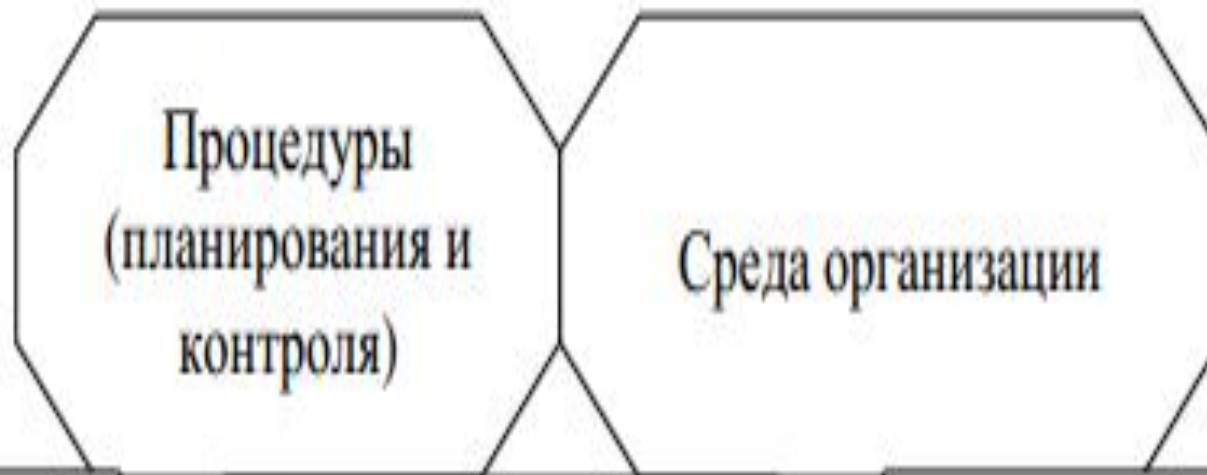 Процедуры
(планирования и
контроля)
Среда организации